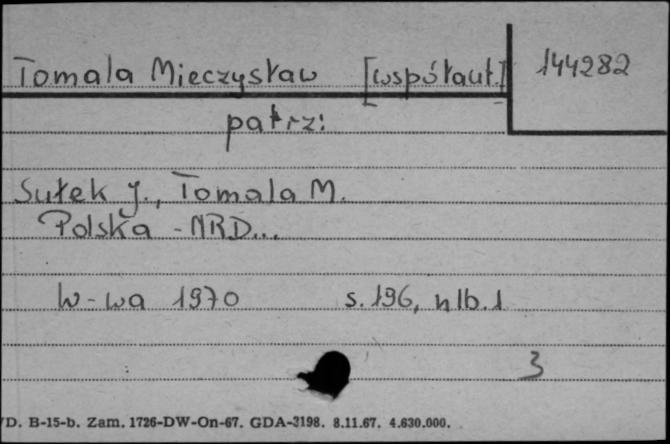 Tomala Mieczysław [współaut] 144282
patrz:
Sułek J., Tomala M.
Polska - NRD...
W-wa 1970 s. 196, nlb. 1
3
/D. B-15-b. Zam. 1726-DW-On-67. GDA-3198. 8.11.67. 4.630.000.